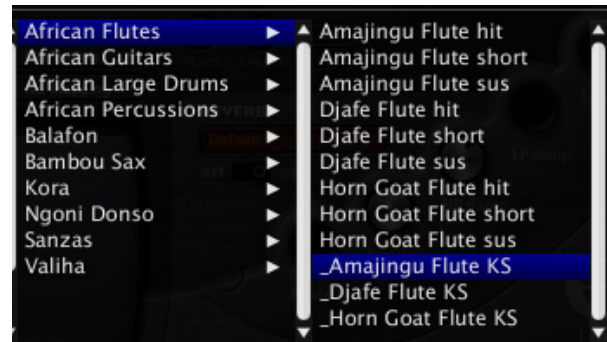 African Flutes
African Guitars
African Large Drums
African Percussions
Balafon
Bambou Sax
Kora
Ngoni Donso
Sanzas
Valiha
Amajingu Flute hit
Amajingu Flute short
Amajingu Flute sus
Djafe Flute hit
Djafe Flute short
Djafe Flute sus
Horn Goat Flute hit
Horn Goat Flute short
Horn Goat Flute sus
_Amajingu Flute KS
_Djafe Flute KS
_Horn Goat Flute KS